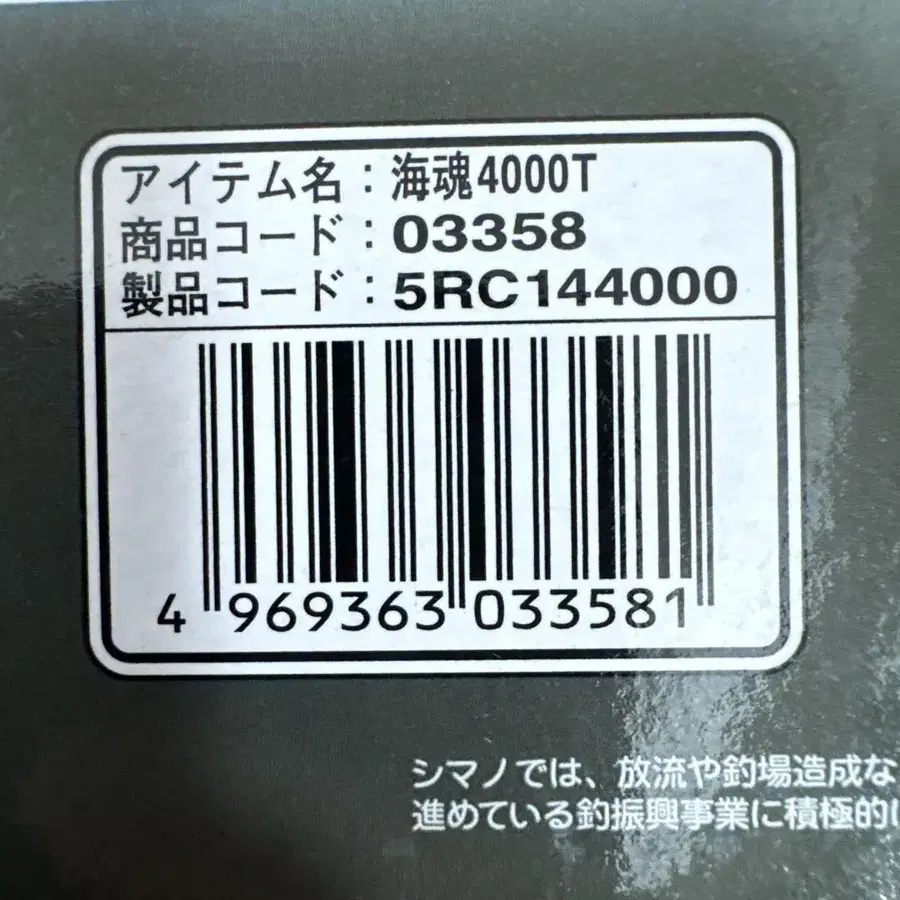 アイテム名：海魂4000T
商品コード：03358
製品コード：5RC144000
4 969363 033581
シマノでは、放流や釣場造成な
進めている釣振興事業に積極的に